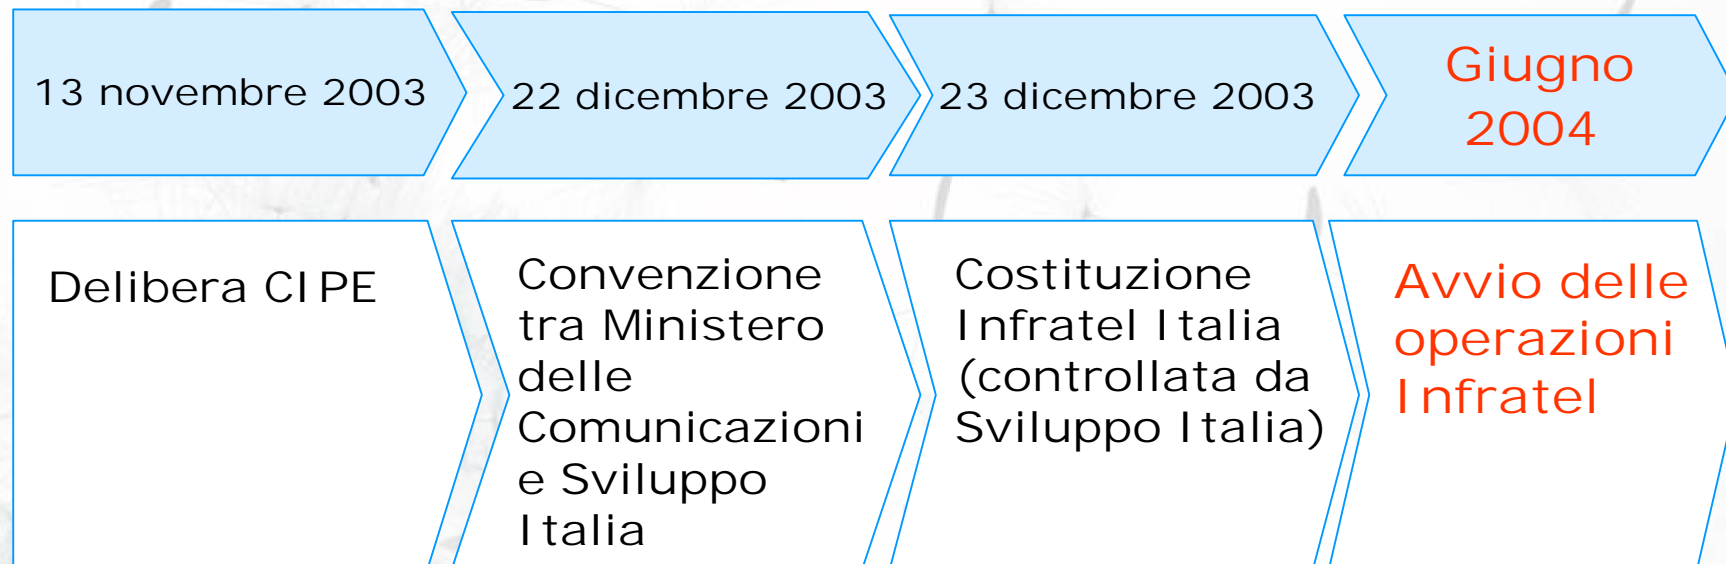 13 novembre 2003
22 dicembre 2003
23 dicembre 2003
Giugno
2004
Delibera CIPE
Convenzione
tra Ministero
delle
Comunicazioni
e Sviluppo
Italia
Costituzione
Infratel Italia
(controllata da
Sviluppo Italia)
Avvio delle
operazioni
Infratel